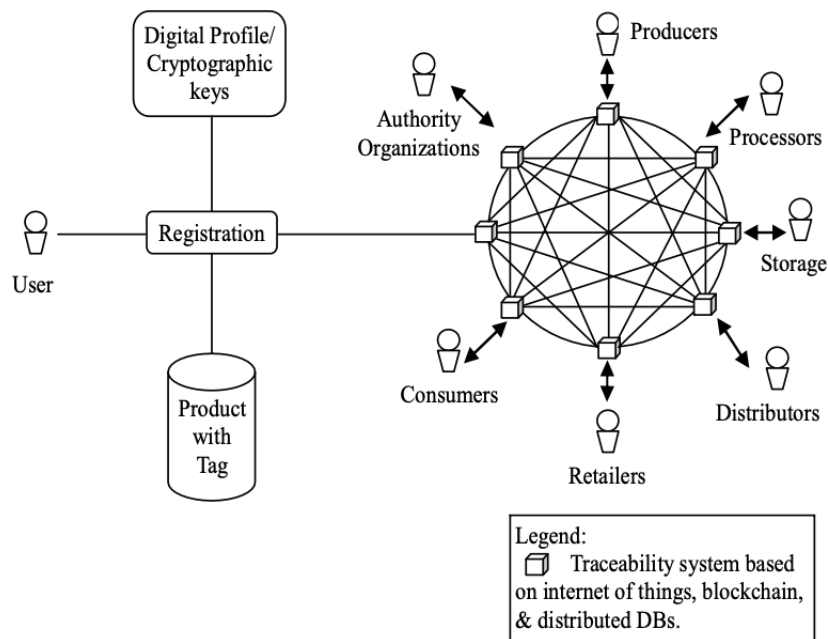 Digital Profile/
Cryptographic
keys
Producers
Authority
Organizations
Processors
Registration
User
Storage
Product
with
Tag
Consumers
Distributors
Retailers
Legend:
Traceability system based
on internet of things, blockchain,
& distributed DBs.